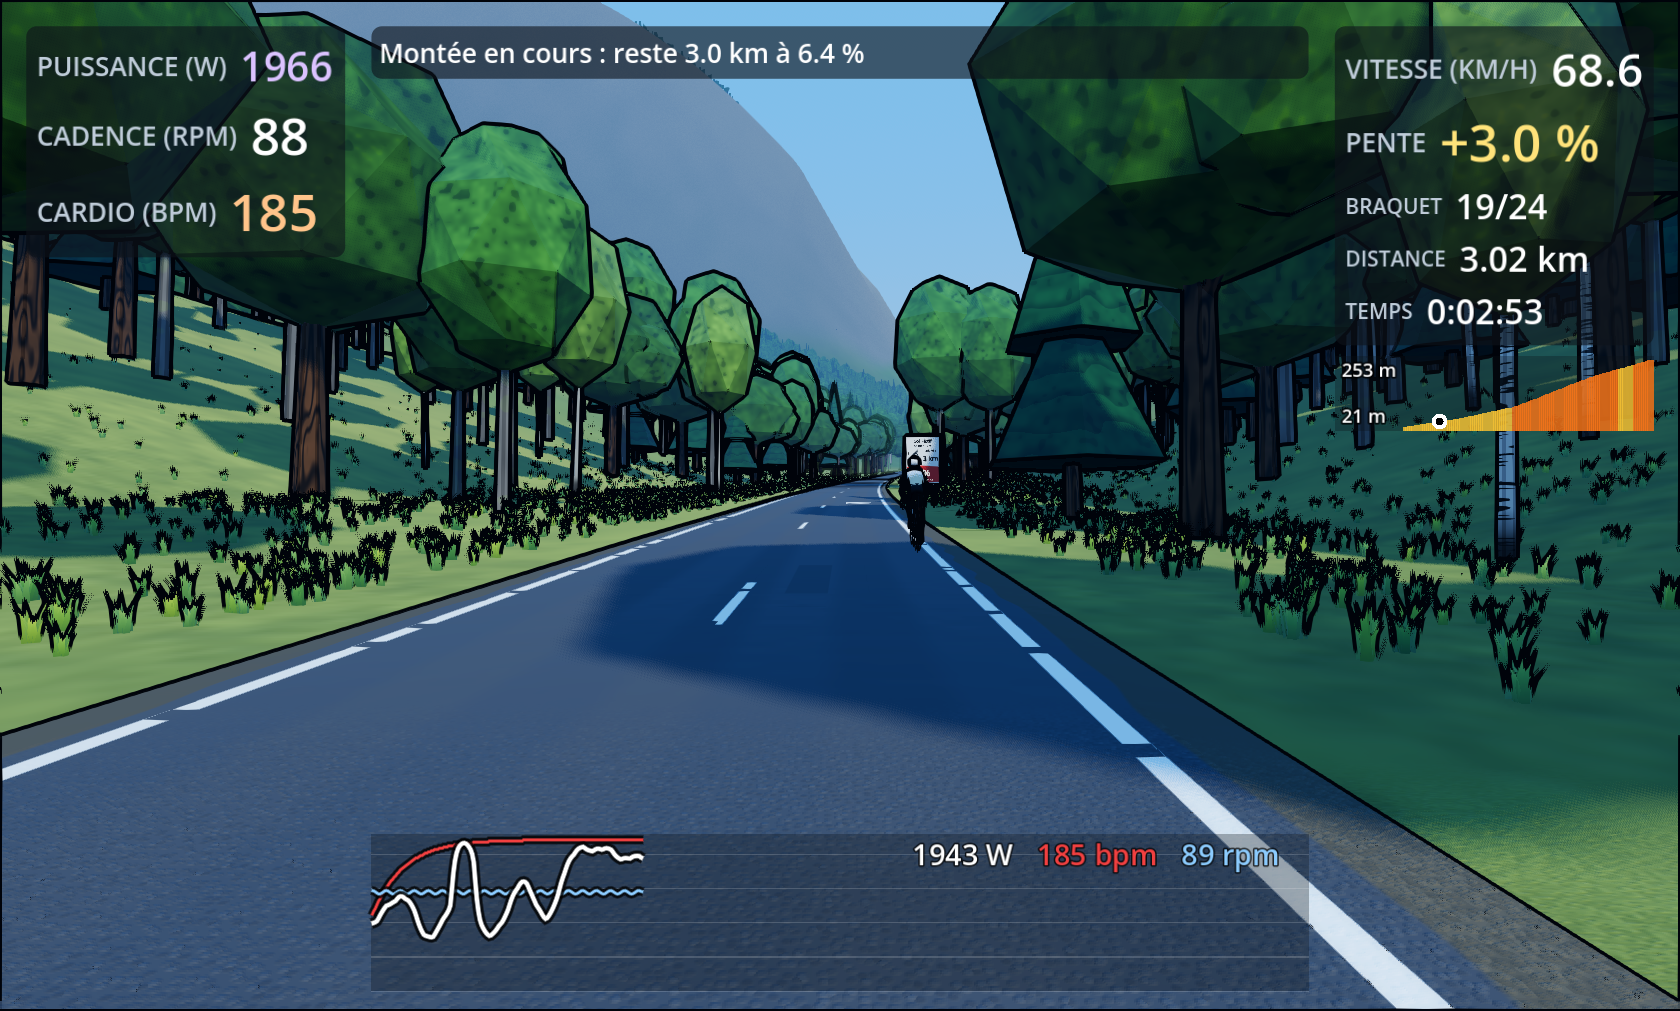 PUISSANCE (W) 1966
CADENCE (RPM) 88
CARDIO (BPM) 185
Montée en cours : reste 3.0 km à 6.4 %
VITESSE (KM/H) 68.6
PENTE +3.0 %
BRAQUET 19/24
DISTANCE 3.02 km
TEMPS 0:02:53
253 m
21 m
3 km
%
1943 W 185 bpm 89 rpm